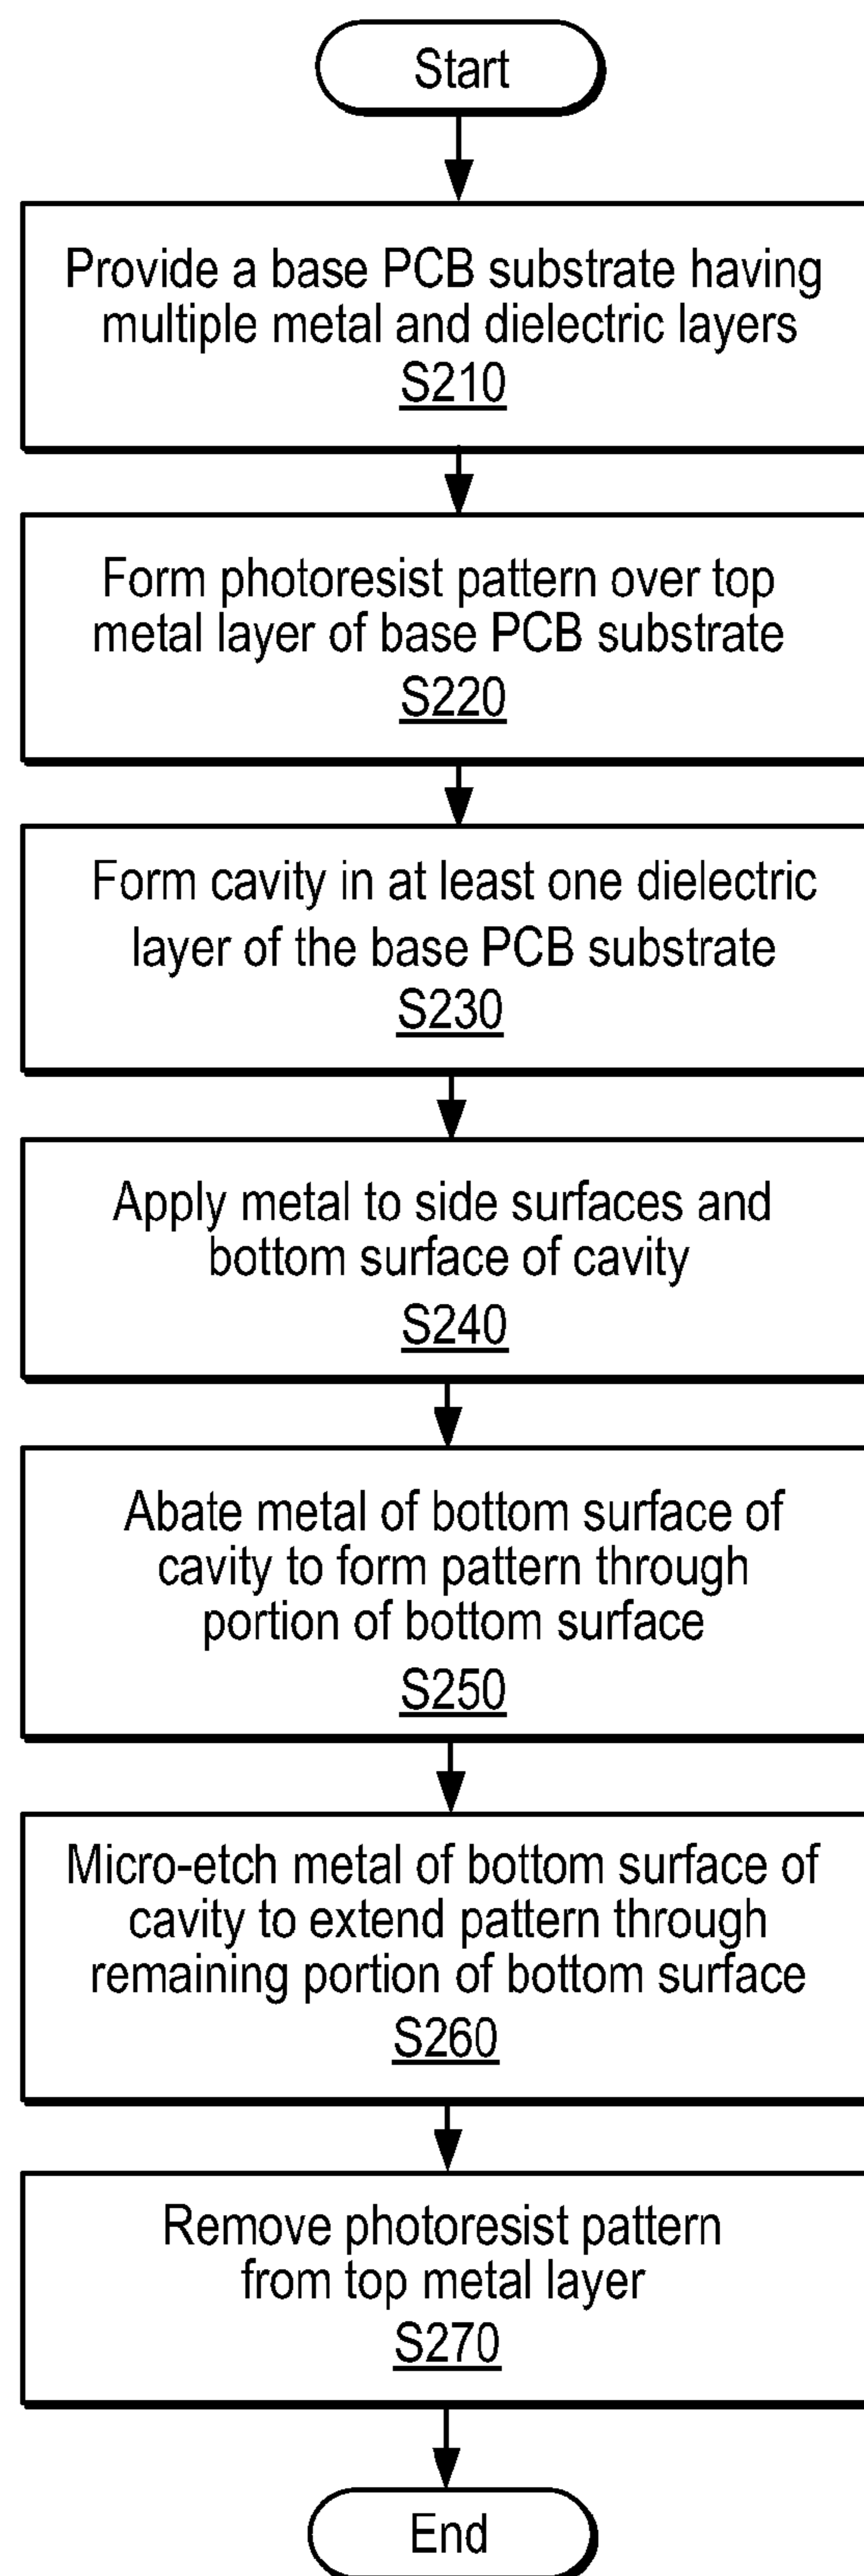 Start
Provide a base PCB substrate having
multiple metal and dielectric layers
S210
Form photoresist pattern over top
metal layer of base PCB substrate
S220
Form cavity in at least one dielectric
layer of the base PCB substrate
S230
Apply metal to side surfaces and
bottom surface of cavity
S240
Abate metal of bottom surface of
cavity to form pattern through
portion of bottom surface
S250
Micro-etch metal of bottom surface of
cavity to extend pattern through
remaining portion of bottom surface
S260
Remove photoresist pattern
from top metal layer
S270
End